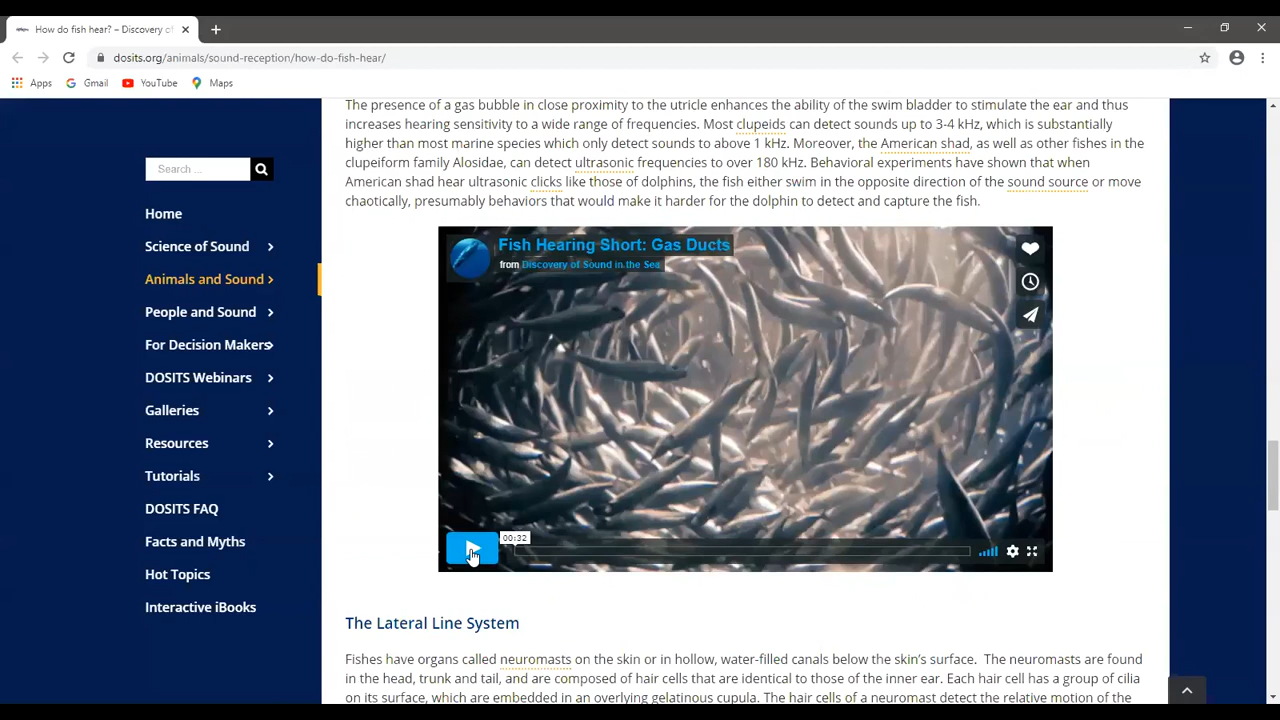 How do fish hear? – Discovery of
dosits.org/animals/sound-reception/how-do-fish-hear/
Apps Gmail YouTube Maps
Search ...
Home
Science of Sound
Animals and Sound
People and Sound
For Decision Makers
DOSITS Webinars
Galleries
Resources
Tutorials
DOSITS FAQ
Facts and Myths
Hot Topics
Interactive iBooks
The presence of a gas bubble in close proximity to the utricle enhances the ability of the swim bladder to stimulate the ear and thus
increases hearing sensitivity to a wide range of frequencies. Most clupeids can detect sounds up to 3-4 kHz, which is substantially
higher than most marine species which only detect sounds to above 1 kHz. Moreover, the American shad, as well as other fishes in the
clupeiform family Alosidae, can detect ultrasonic frequencies to over 180 kHz. Behavioral experiments have shown that when
American shad hear ultrasonic clicks like those of dolphins, the fish either swim in the opposite direction of the sound source or move
chaotically, presumably behaviors that would make it harder for the dolphin to detect and capture the fish.
Fish Hearing Short: Gas Ducts
from Discovery of Sound in the Sea
00:32
The Lateral Line System
Fishes have organs called neuromasts on the skin or in hollow, water-filled canals below the skin's surface. The neuromasts are found
in the head, trunk and tail, and are composed of hair cells that are identical to those of the inner ear. Each hair cell has a group of cilia
on its surface, which are embedded in an overlying gelatinous cupula. The hair cells of a neuromast detect the relative motion of the